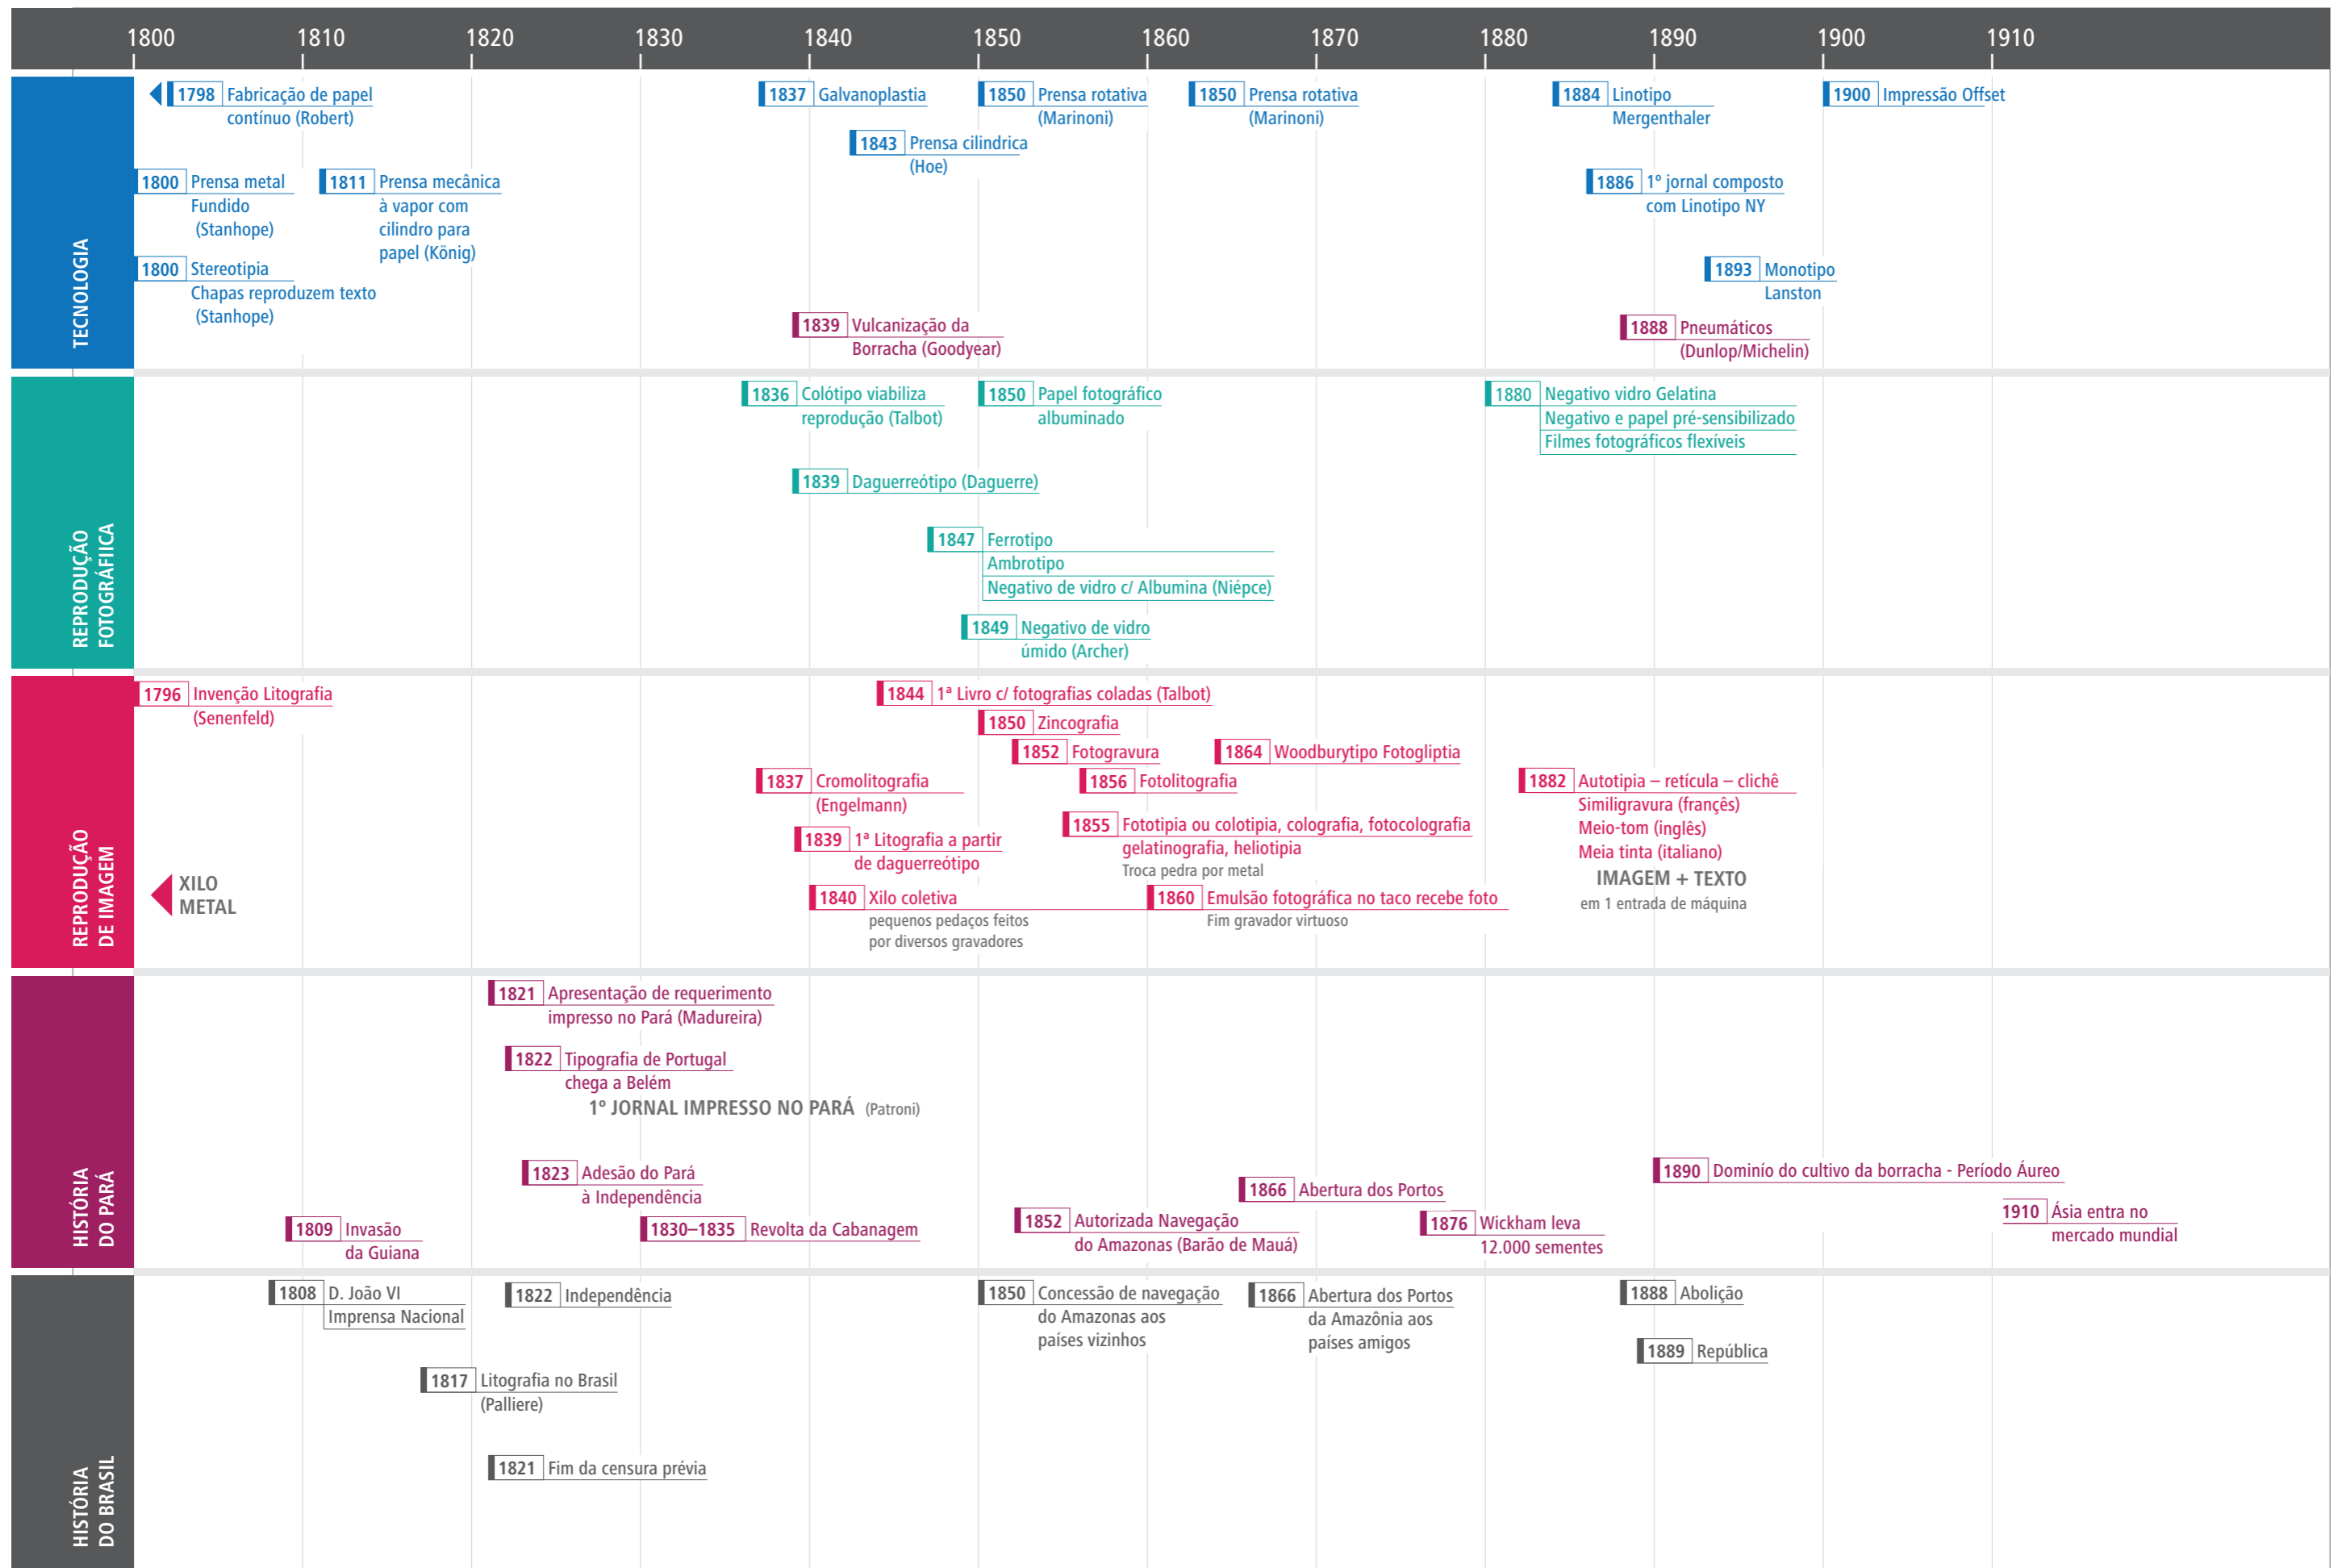 1800 1810 1820 1830 1840 1850 1860 1870 1880 1890 1900 1910
TECNOLOGIA
1798 Fabricação de papel
contínuo (Robert)
1837 Galvanoplastia
1850 Prensa rotativa
(Marinoni)
1850 Prensa rotativa
(Marinoni)
1884 Linotipo
Mergenthaler
1900 Impressão Offset
1843 Prensa cilindrica
(Hoe)
1800 Prensa metal
Fundido
(Stanhope)
1811 Prensa mecânica
à vapor com
cilindro para
papel (König)
1886 1º jornal composto
com Linotipo NY
1800 Stereotipia
Chapas reproduzem texto
(Stanhope)
1893 Monotipo
Lanston
1839 Vulcanização da
Borracha (Goodyear)
1888 Pneumáticos
(Dunlop/Michelin)
REPRODUÇÃO
FOTOGRÁFIICA
1836 Colótipo viabiliza
reprodução (Talbot)
1850 Papel fotográfico
albuminado
1880 Negativo vidro Gelatina
Negativo e papel pré-sensibilizado
Filmes fotográficos flexíveis
1839 Daguerreótipo (Daguerre)
1847 Ferrotipo
Ambrotipo
Negativo de vidro c/ Albumina (Niépce)
1849 Negativo de vidro
úmido (Archer)
REPRODUÇÃO
DE IMAGEM
1796 Invenção Litografia
(Senenfeld)
1844 1ª Livro c/ fotografias coladas (Talbot)
1850 Zincografia
1852 Fotogravura
1864 Woodburytipo Fotogliptia
1837 Cromolitografia
(Engelmann)
1856 Fotolitografia
1882 Autotipia – retícula – clichê
Similigravura (françês)
Meio-tom (inglês)
Meia tinta (italiano)
IMAGEM + TEXTO
em 1 entrada de máquina
1839 1ª Litografia a partir
de daguerreótipo
1855 Fototipia ou colotipia, colografia, fotocolografia
gelatinografia, heliotipia
Troca pedra por metal
XILO
METAL
1840 Xilo coletiva
pequenos pedaços feitos
por diversos gravadores
1860 Emulsão fotográfica no taco recebe foto
Fim gravador virtuoso
HISTÓRIA
DO PARÁ
1821 Apresentação de requerimento
impresso no Pará (Madureira)
1822 Tipografia de Portugal
chega a Belém
1º JORNAL IMPRESSO NO PARÁ (Patroni)
1823 Adesão do Pará
à Independência
1866 Abertura dos Portos
1890 Domínío do cultivo da borracha - Período Áureo
1809 Invasão
da Guiana
1830–1835 Revolta da Cabanagem
1852 Autorizada Navegação
do Amazonas (Barão de Mauá)
1876 Wickham leva
12.000 sementes
1910 Ásia entra no
mercado mundial
HISTÓRIA
DO BRASIL
1808 D. João VI
Imprensa Nacional
1822 Independência
1850 Concessão de navegação
do Amazonas aos
países vizinhos
1866 Abertura dos Portos
da Amazônia aos
países amigos
1888 Abolição
1889 República
1817 Litografia no Brasil
(Palliere)
1821 Fim da censura prévia